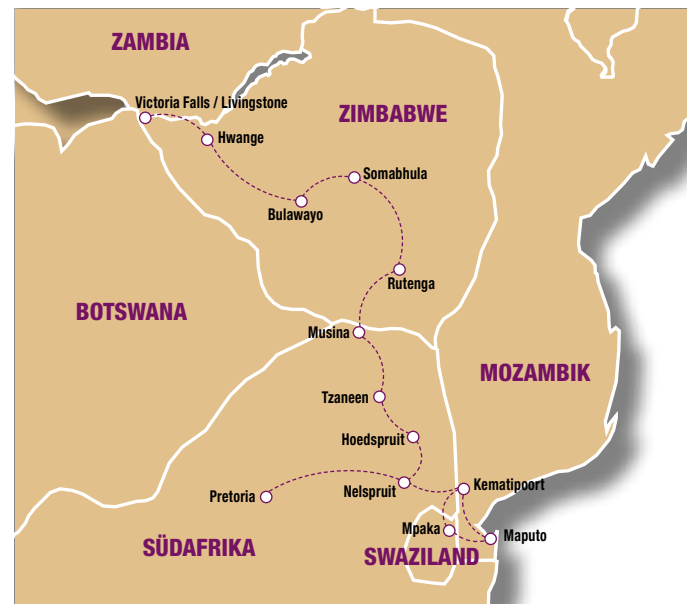 ZAMBIA
Victoria Falls / Livingstone
ZIMBABWE
Hwange
Somabhula
Bulawayo
Rutenga
BOTSWANA
Musina
MOZAMBIK
Tzaneen
Hoedspruit
Pretoria
Nelspruit
Kematipoort
Mpaka
Maputo
SÜDAFRIKA
SWAZILAND